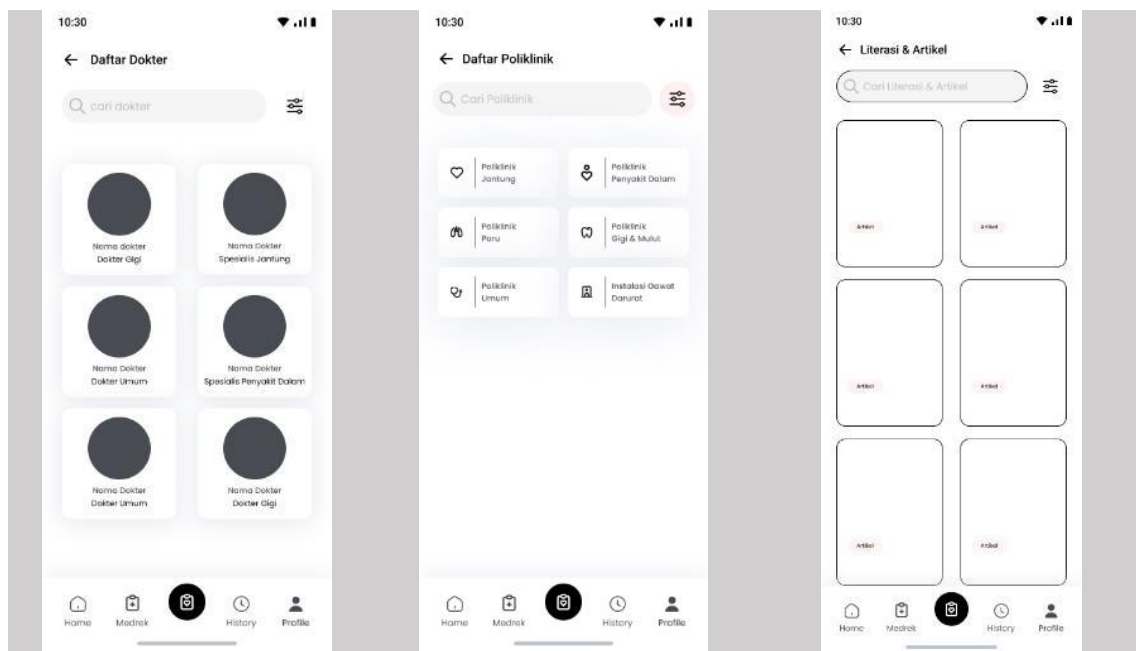 10:30
Daftar Dokter
cari dokter
Nama dokter
Dokter Gigi
Nama Dokter
Spesialis Jantung
Nama Dokter
Dokter Umum
Nama Dokter
Spesialis Penyakit Dalam
Nama Dokter
Dokter Umum
Nama Dokter
Dokter Gigi
Home
Medrek
History
Profile
10:30
Daftar Poliklinik
Cari Poliklinik
Poliklinik
Jantung
Poliklinik
Penyakit Dalam
Poliklinik
Paru
Poliklinik
Gigi & Mulut
Poliklinik
Umum
Instalasi Gawat
Darurat
Home
Medrek
History
Profile
10:30
Literasi & Artikel
Cari Literasi & Artikel
Artikel
Artikel
Artikel
Artikel
Artikel
Artikel
Home
Medrek
History
Profile